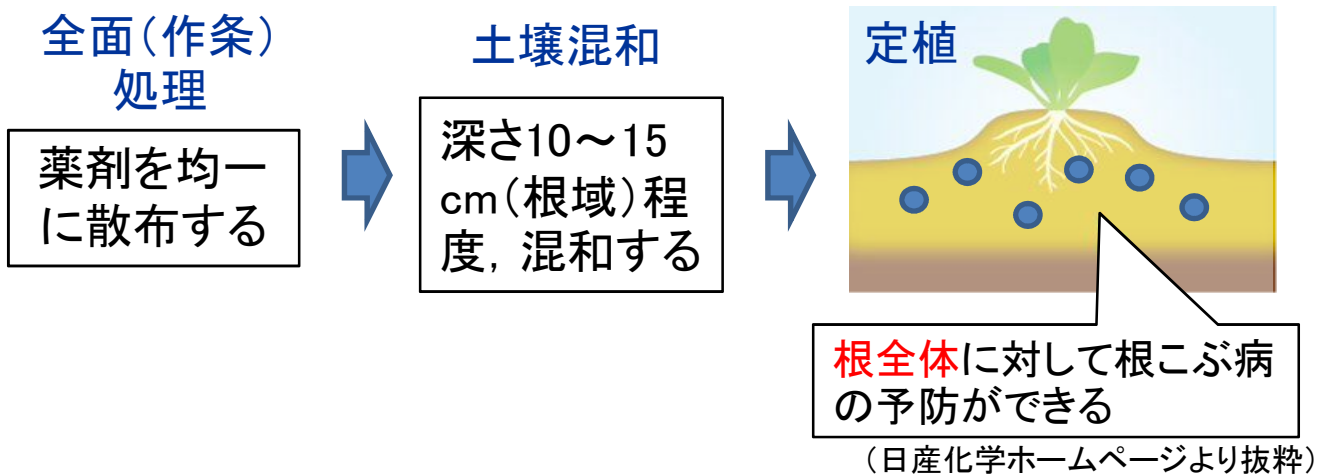 全面（作条）
処理
薬剤を均一
に散布する
土壌混和
深さ10～15
cm（根域）程
度，混和する
定植
根全体に対して根こぶ病
の予防ができる
（日産化学ホームページより抜粋）